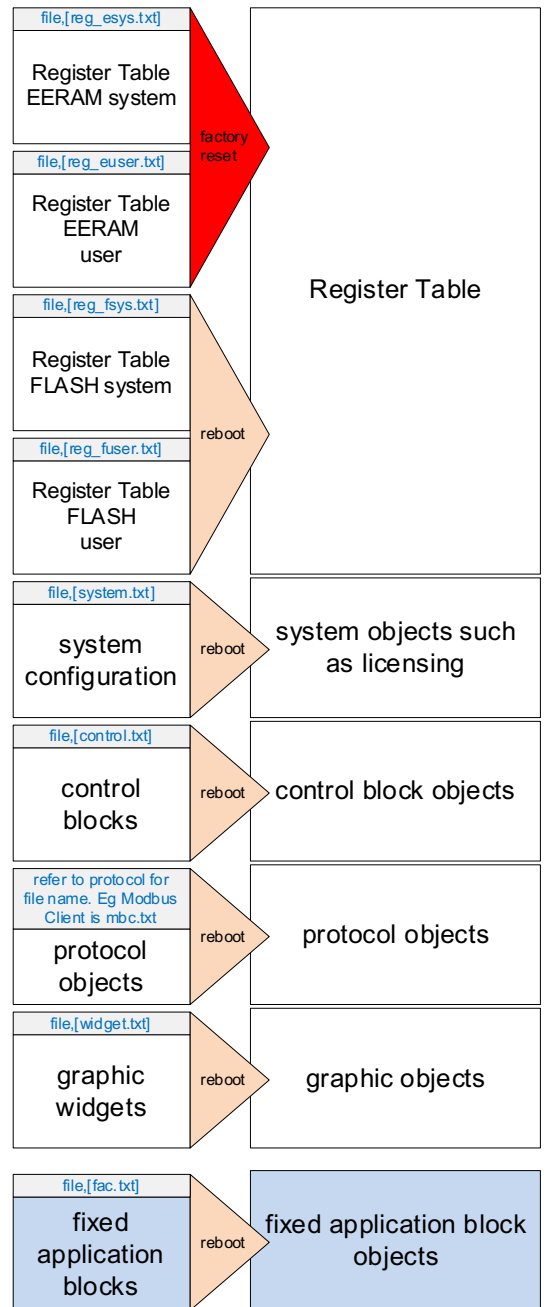 file,[reg_esys.txt]
Register Table
EERAM system
factory
reset
file,[reg_euser.txt]
Register Table
EERAM
user
Register Table
file,[reg_fsys.txt]
Register Table
FLASH system
reboot
file,[reg_fuser.txt]
Register Table
FLASH
user
file,[system.txt]
system
configuration
reboot
system objects such
as licensing
file,[control.txt]
control
blocks
reboot
control block objects
refer to protocol for
file name. Eg Modbus
Client is mbc.txt
protocol
objects
reboot
protocol objects
file,[widget.txt]
graphic
widgets
reboot
graphic objects
file,[fac.txt]
fixed
application
blocks
reboot
fixed application block
objects